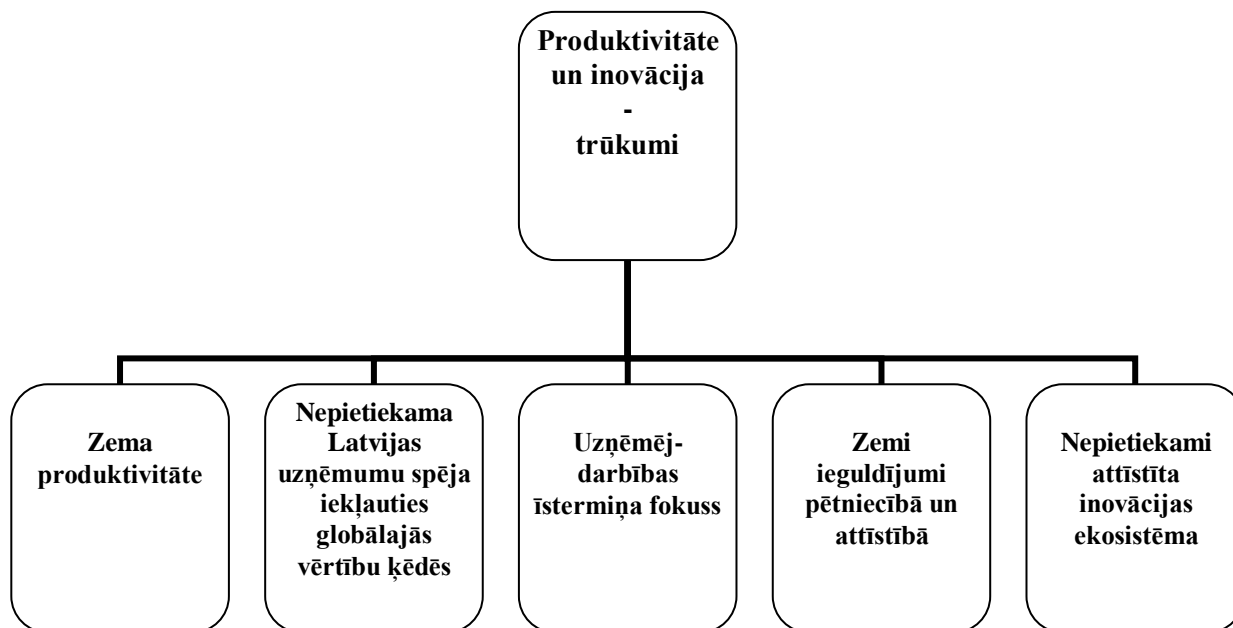 Produktivitāte
un inovācija
-
trūkumi
Zema
produktivitāte
Nepietiekama
Latvijas
uzņēmumu spēja
iekļauties
globālajās
vērtību ķēdēs
Uzņēmēj-
darbības
īstermiņa fokuss
Zemi
ieguldījumi
pētniecībā un
attīstībā
Nepietiekami
attīstīta
inovācijas
ekosistēma